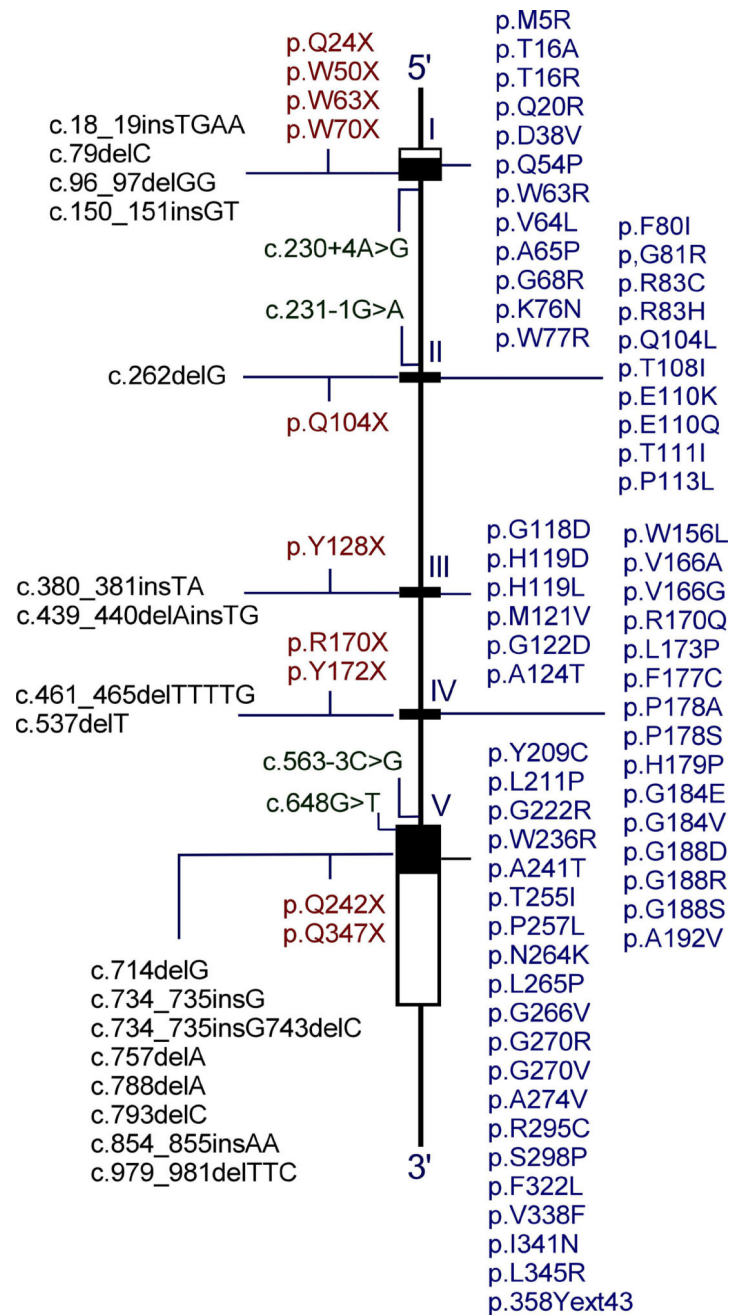 5'
I
p.Q24X
p.W50X
p.W63X
p.W70X
c.18_19insTGAA
c.79delC
c.96_97delGG
c.150_151insGT
p.M5R
p.T16A
p.T16R
p.Q20R
p.D38V
p.Q54P
p.W63R
p.V64L
p.A65P
p.G68R
p.K76N
p.W77R
c.230+4A>G
c.231-1G>A
II
c.262delG
p.Q104X
p.F80I
p,G81R
p.R83C
p.R83H
p.Q104L
p.T108I
p.E110K
p.E110Q
p.T111I
p.P113L
III
p.Y128X
c.380_381insTA
c.439_440delAinsTG
p.G118D
p.H119D
p.H119L
p.M121V
p.G122D
p.A124T
IV
p.R170X
p.Y172X
c.461_465delTTTTG
c.537delT
p.W156L
p.V166A
p.V166G
p.R170Q
p.L173P
p.F177C
p.P178A
p.P178S
p.H179P
p.G184E
p.G184V
p.G188D
p.G188R
p.G188S
p.A192V
c.563-3C>G
c.648G>T
V
p.Q242X
p.Q347X
c.714delG
c.734_735insG
c.734_735insG743delC
c.757delA
c.788delA
c.793delC
c.854_855insAA
c.979_981delTTC
p.Y209C
p.L211P
p.G222R
p.W236R
p.A241T
p.T255I
p.P257L
p.N264K
p.L265P
p.G266V
p.G270R
p.G270V
p.A274V
p.R295C
p.S298P
p.F322L
p.V338F
p.I341N
p.L345R
p.358Yext43
3'